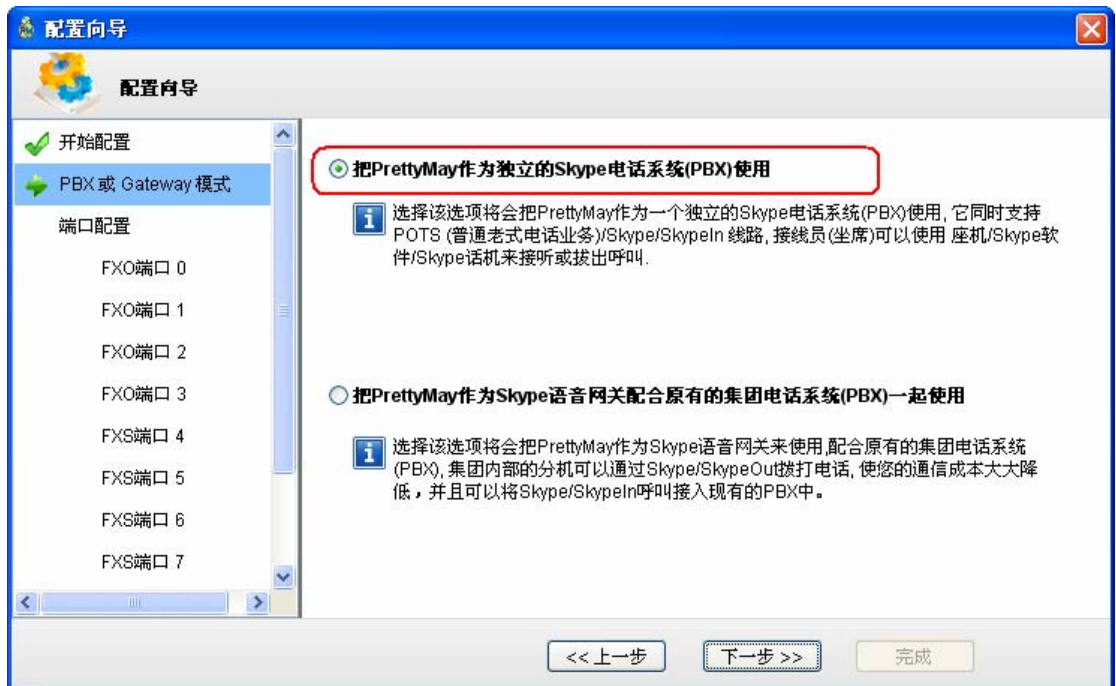 配置向导
配置向导
开始配置
PBX 或 Gateway 模式
端口配置
FXO端口 0
FXO端口 1
FXO端口 2
FXO端口 3
FXS端口 4
FXS端口 5
FXS端口 6
FXS端口 7
把PrettyMay作为独立的Skype电话系统(PBX)使用
选择该选项将会把PrettyMay作为一个独立的Skype电话系统(PBX)使用, 它同时支持
POTS (普通老式电话业务)/Skype/SkypeIn 线路, 接线员(坐席)可以使用 座机/Skype软
件/Skype话机来接听或拔出呼叫.
把PrettyMay作为Skype语音网关配合原有的集团电话系统(PBX)一起使用
选择该选项将会把PrettyMay作为Skype语音网关来使用,配合原有的集团电话系统
(PBX), 集团内部的分机可以通过Skype/SkypeOut拨打电话, 使您的通信成本大大降
低，并且可以将Skype/SkypeIn呼叫接入现有的PBX中。
<< 上一步
下一步 >>
完成